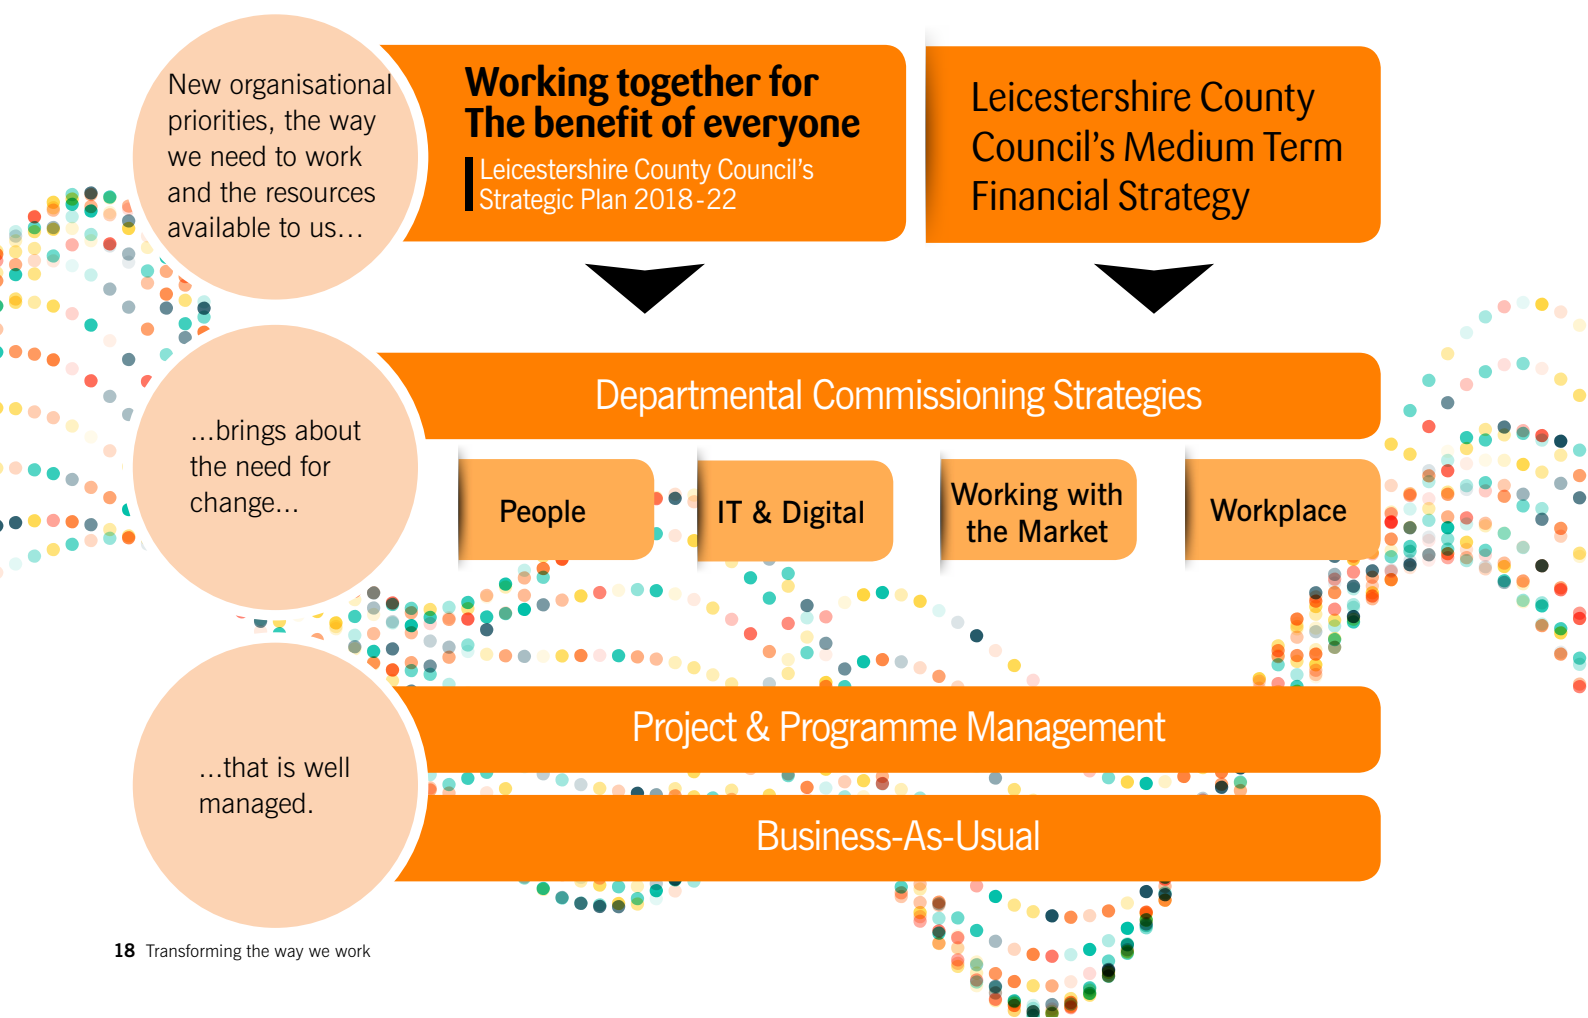 New organisational
priorities, the way
we need to work
and the resources
available to us...
Working together for
The benefit of everyone
Leicestershire County Council's
Strategic Plan 2018-22
Leicestershire County
Council's Medium Term
Financial Strategy
...brings about
the need for
change...
Departmental Commissioning Strategies
People
IT & Digital
Working with
the Market
Workplace
...that is well
managed.
Project & Programme Management
Business-As-Usual
18 Transforming the way we work